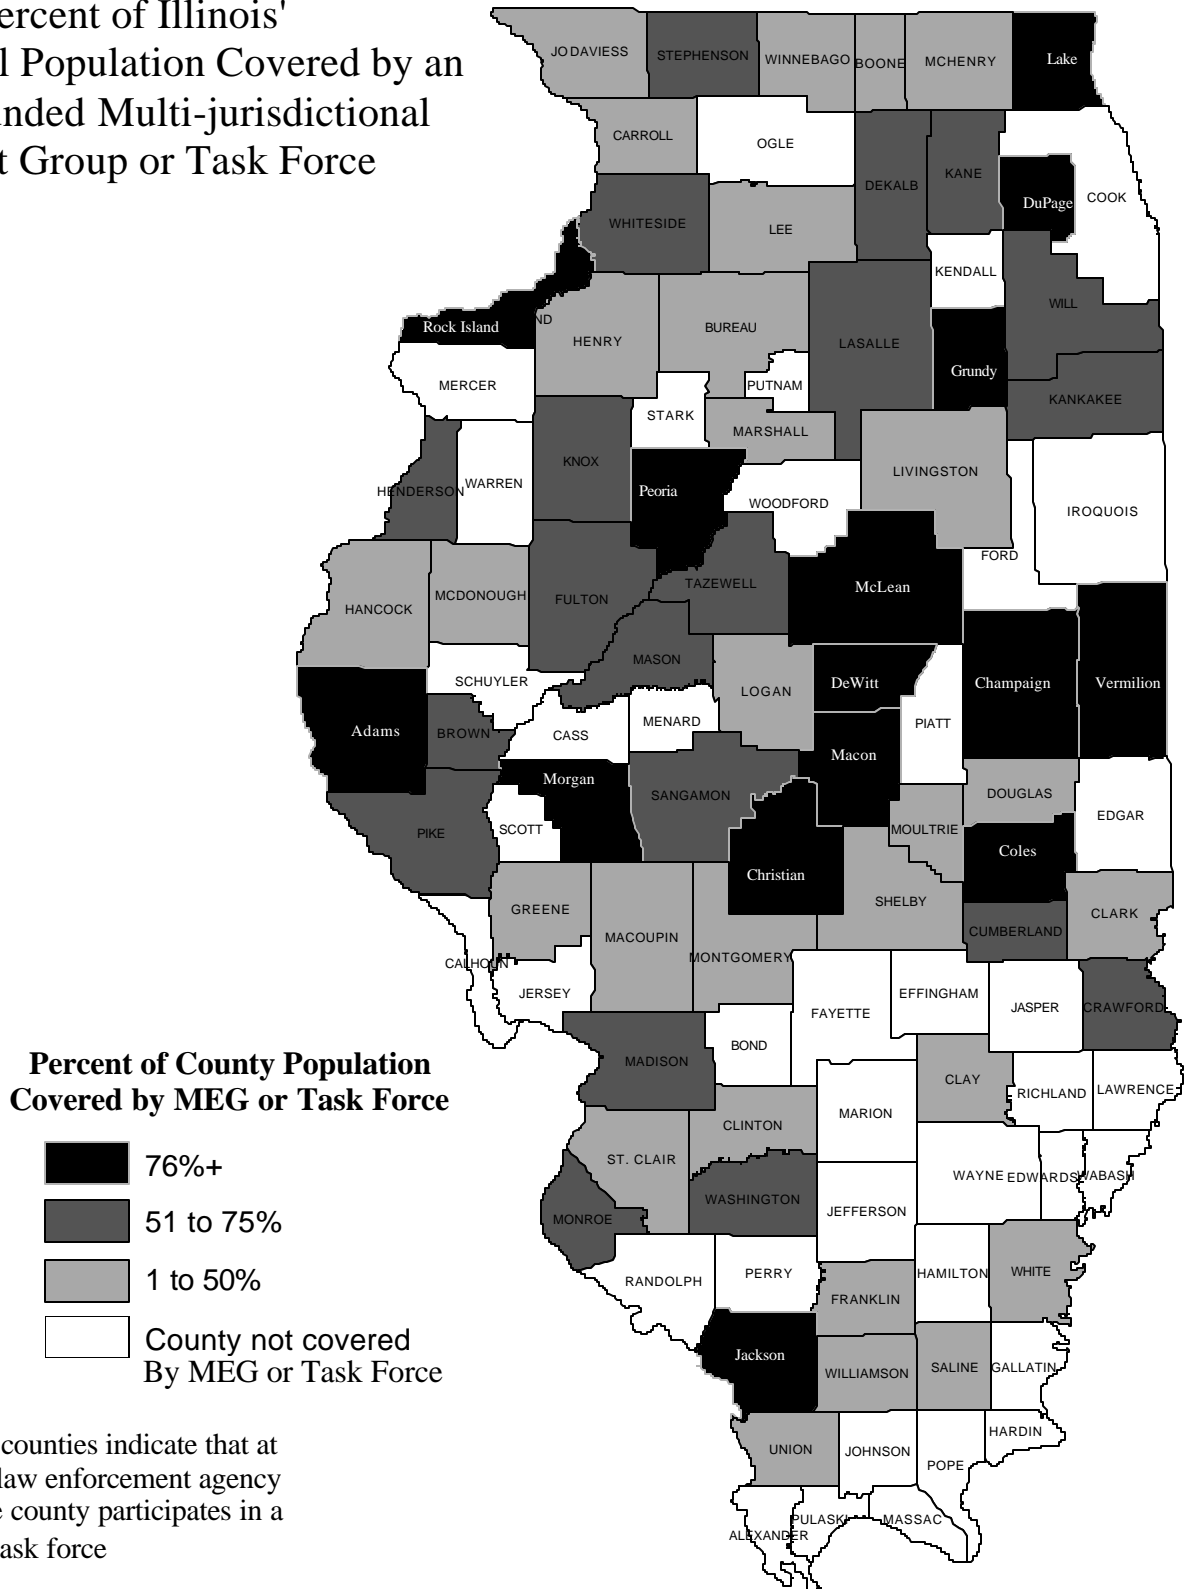 ercent of Illinois'
l Population Covered by an
nded Multi-jurisdictional
t Group or Task Force
JO DAVIESS
STEPHENSON
WINNEBAGO
BOONE
MCHENRY
Lake
CARROLL
OGLE
DEKALB
KANE
DuPage
COOK
WHITESIDE
LEE
KENDALL
WILL
Rock Island
ND
HENRY
BUREAU
LASALLE
Grundy
MERCER
PUTNAM
KANKAKEE
STARK
MARSHALL
KNOX
LIVINGSTON
HENDERSON
WARREN
Peoria
WOODFORD
IROQUOIS
FORD
HANCOCK
MCDONOUGH
FULTON
TAZEWELL
McLean
MASON
SCHUYLER
LOGAN
DeWitt
Champaign
Vermilion
Adams
BROWN
CASS
MENARD
PIATT
Macon
Morgan
SANGAMON
DOUGLAS
PIKE
SCOTT
MOULTRIE
EDGAR
Christian
Coles
GREENE
SHELBY
CLARK
MACOUPIN
CUMBERLAND
CALHOUN
MONTGOMERY
JERSEY
FAYETTE
EFFINGHAM
JASPER
CRAWFORD
MADISON
BOND
CLAY
RICHLAND
LAWRENCE
MARION
CLINTON
ST. CLAIR
WAYNE
EDWARDS
WABASH
WASHINGTON
MONROE
JEFFERSON
RANDOLPH
PERRY
HAMILTON
WHITE
FRANKLIN
Jackson
WILLIAMSON
SALINE
GALLATIN
UNION
JOHNSON
HARDIN
POPE
ALEXANDER
PULASKI
MASSAC
Percent of County Population
Covered by MEG or Task Force
76%+
51 to 75%
1 to 50%
County not covered
By MEG or Task Force
counties indicate that at
law enforcement agency
e county participates in a
ask force